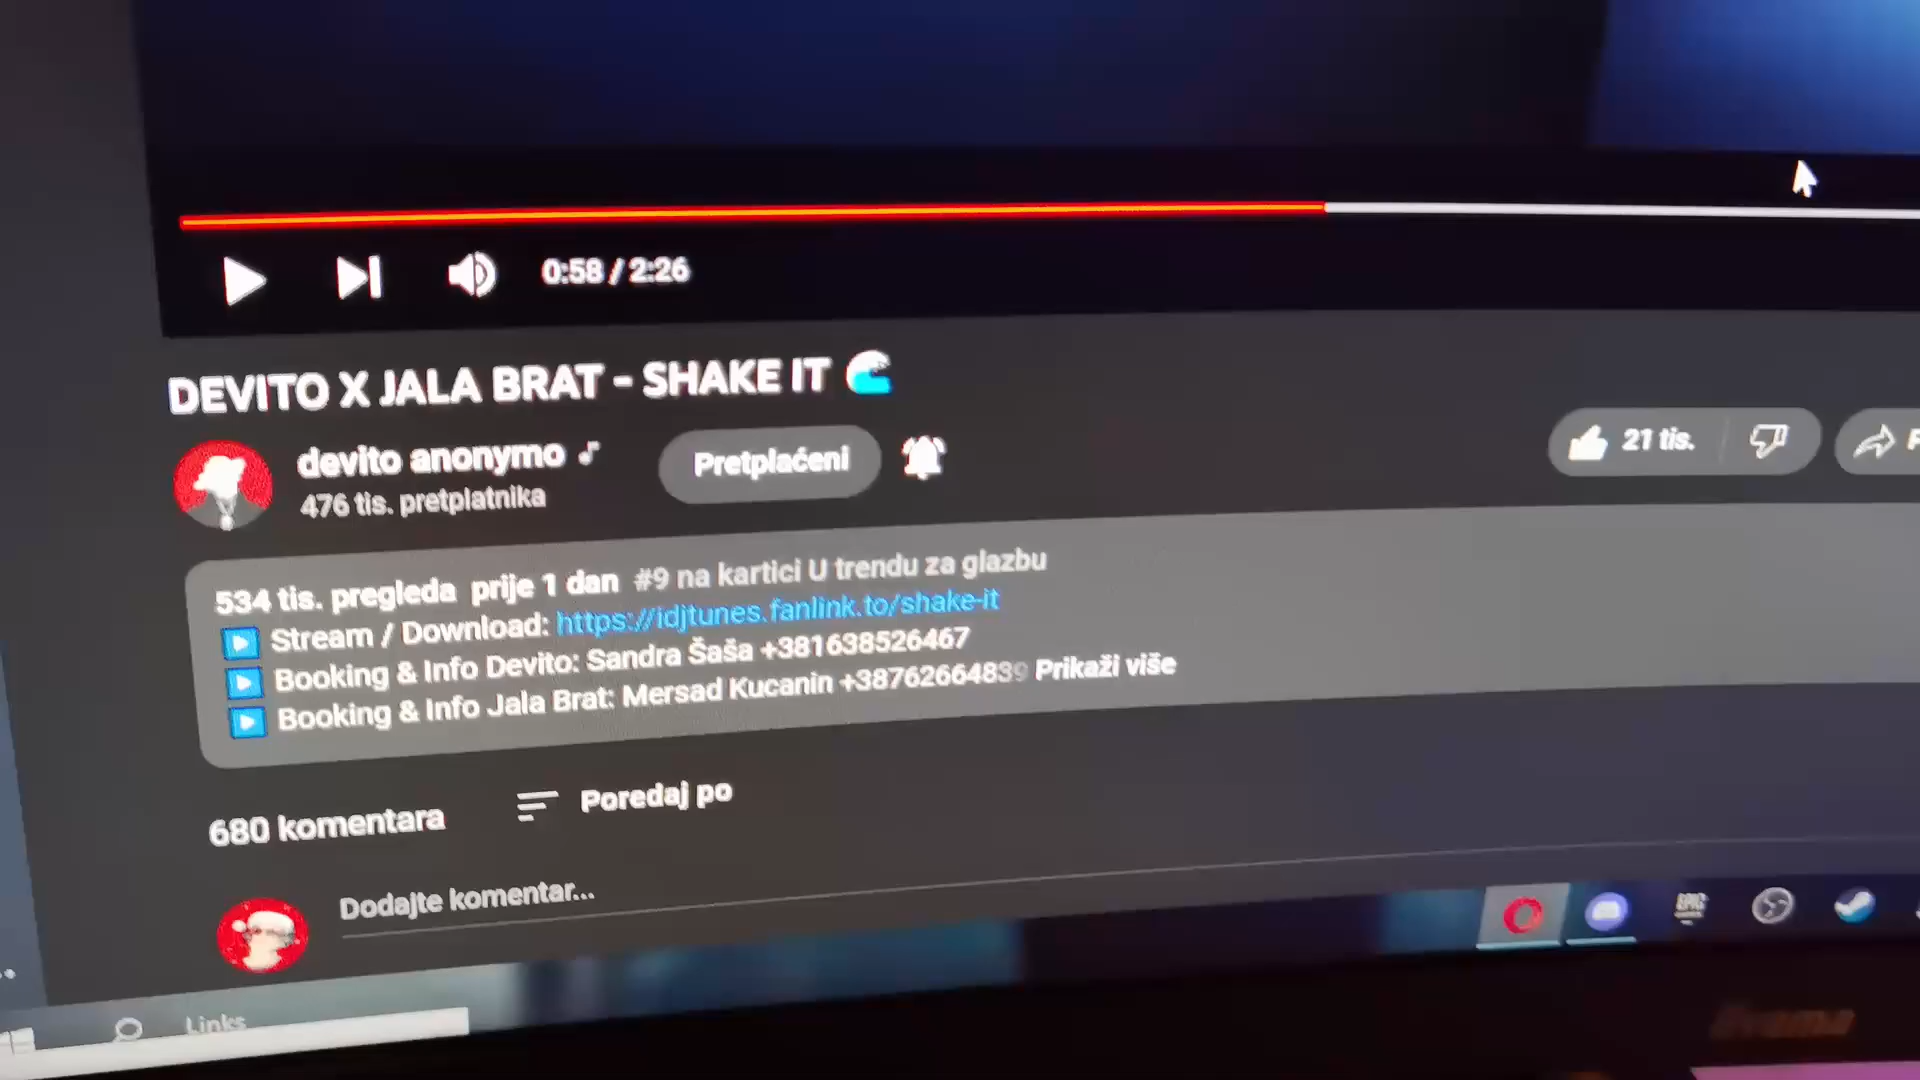 0:58 / 2:26
DEVITO X JALA BRAT - SHAKE IT 🌊
devito anonymo ♪
476 tis. pretplatnika
Pretplaćeni
21 tis.
534 tis. pregleda prije 1 dan #9 na kartici U trendu za glazbu
▶ Stream / Download: https://idjtunes.fanlink.to/shake-it
▶ Booking & Info Devito: Sandra Šaša +381638526467
▶ Booking & Info Jala Brat: Mersad Kucanin +38762664839 Prikaži više
680 komentara
Poredaj po
Dodajte komentar...
EPIC
Links